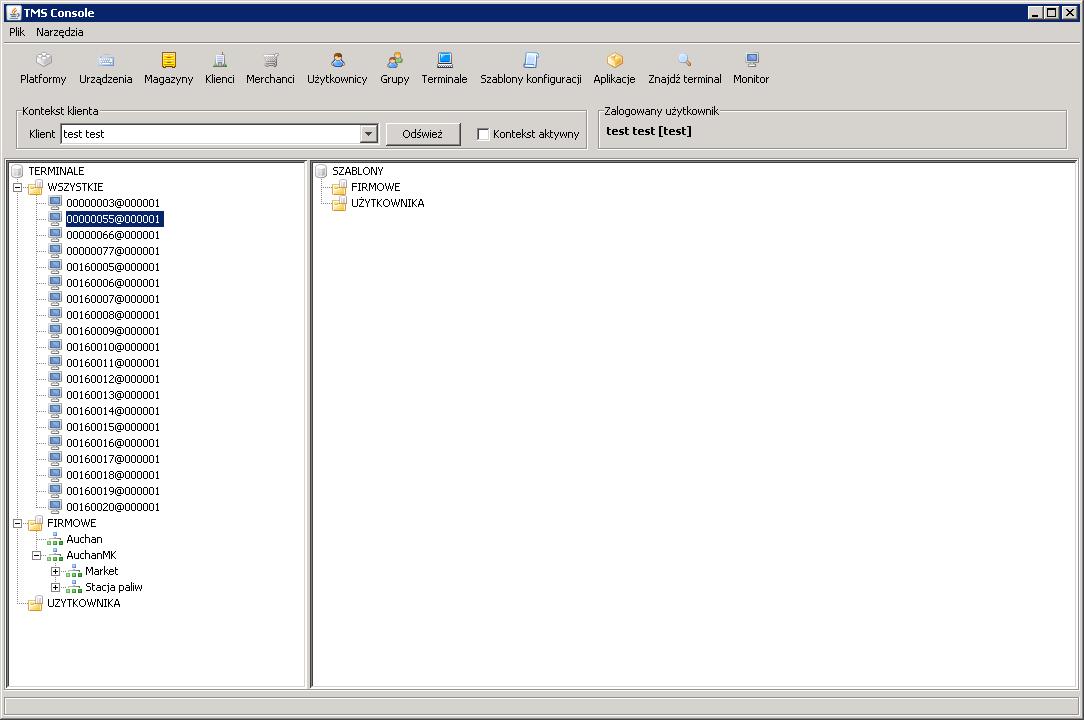 TMS Console
Plik Narzędzia
Platformy Urządzenia Magazyny Klienci Merchanci Użytkownicy Grupy Terminale Szablony konfiguracji Aplikacje Znajdź terminal Monitor
Kontekst klienta
Klient test test Odśwież Kontekst aktywny
Zalogowany użytkownik
test test [test]
TERMINALE
WSZYSTKIE
00000003@000001
00000055@000001
00000066@000001
00000077@000001
00160005@000001
00160006@000001
00160007@000001
00160008@000001
00160009@000001
00160010@000001
00160011@000001
00160012@000001
00160013@000001
00160014@000001
00160015@000001
00160016@000001
00160017@000001
00160018@000001
00160019@000001
00160020@000001
FIRMOWE
Auchan
AuchanMK
Market
Stacja paliw
UZYTKOWNIKA
SZABLONY
FIRMOWE
UŻYTKOWNIKA